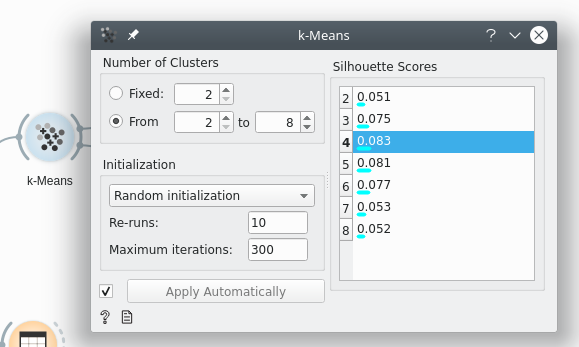 k-Means
?
Number of Clusters
Fixed: 2
From 2 to 8
Initialization
Random initialization
Re-runs: 10
Maximum iterations: 300
Apply Automatically
?
Silhouette Scores
2 0.051
3 0.075
4 0.083
5 0.081
6 0.077
7 0.053
8 0.052
k-Means